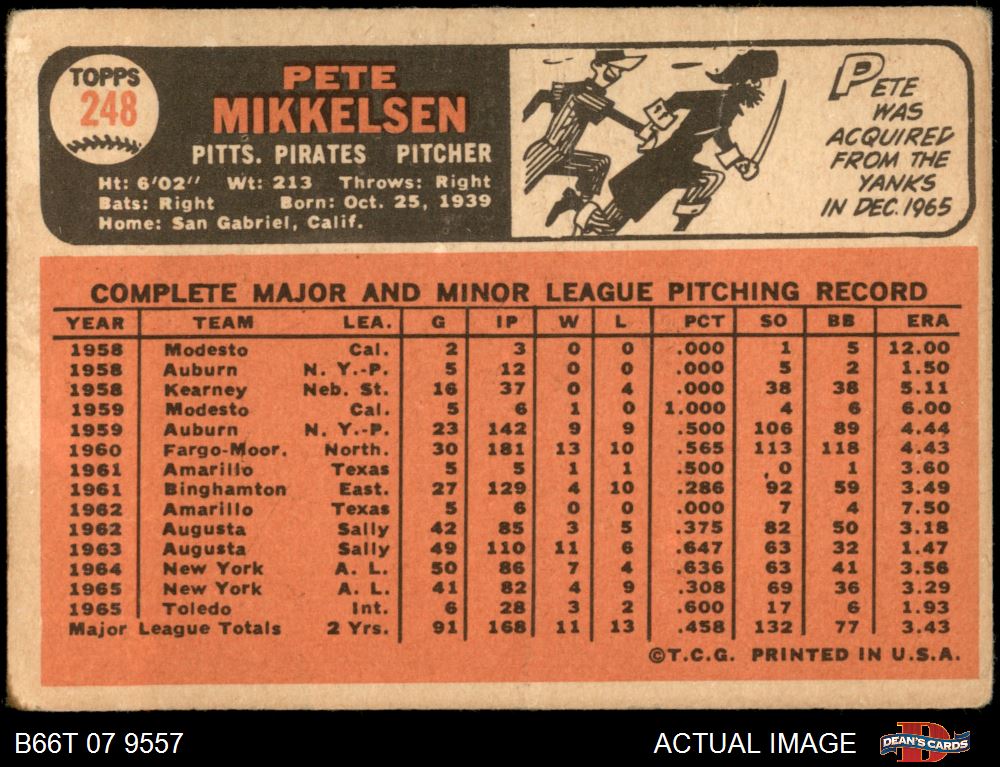 TOPPS
248
PETE
MIKKELSEN
PITTS. PIRATES PITCHER
Ht: 6'02" Wt: 213 Throws: Right
Bats: Right Born: Oct. 25, 1939
Home: San Gabriel, Calif.
PETE
WAS
ACQUIRED
FROM THE
YANKS
IN DEC. 1965
COMPLETE MAJOR AND MINOR LEAGUE PITCHING RECORD
YEAR TEAM LEA. G IP W L PCT SO BB ERA
1958 Modesto Cal. 2 3 0 0 .000 1 5 12.00
1958 Auburn N. Y.-P. 5 12 0 0 .000 5 2 1.50
1958 Kearney Neb. St. 16 37 0 4 .000 38 38 5.11
1959 Modesto Cal. 5 6 1 0 1.000 4 6 6.00
1959 Auburn N. Y.-P. 23 142 9 9 .500 106 89 4.44
1960 Fargo-Moor. North. 30 181 13 10 .565 113 118 4.43
1961 Amarillo Texas 5 5 1 1 .500 0 1 3.60
1961 Binghamton East. 27 129 4 10 .286 92 59 3.49
1962 Amarillo Texas 5 6 0 0 .000 7 4 7.50
1962 Augusta Sally 42 85 3 5 .375 82 50 3.18
1963 Augusta Sally 49 110 11 6 .647 63 32 1.47
1964 New York A. L. 50 86 7 4 .636 63 41 3.56
1965 New York A. L. 41 82 4 9 .308 69 36 3.29
1965 Toledo Int. 6 28 3 2 .600 17 6 1.93
Major League Totals 2 Yrs. 91 168 11 13 .458 132 77 3.43
©T.C.G. PRINTED IN U.S.A.
B66T 07 9557
ACTUAL IMAGE
DEAN'S CARDS